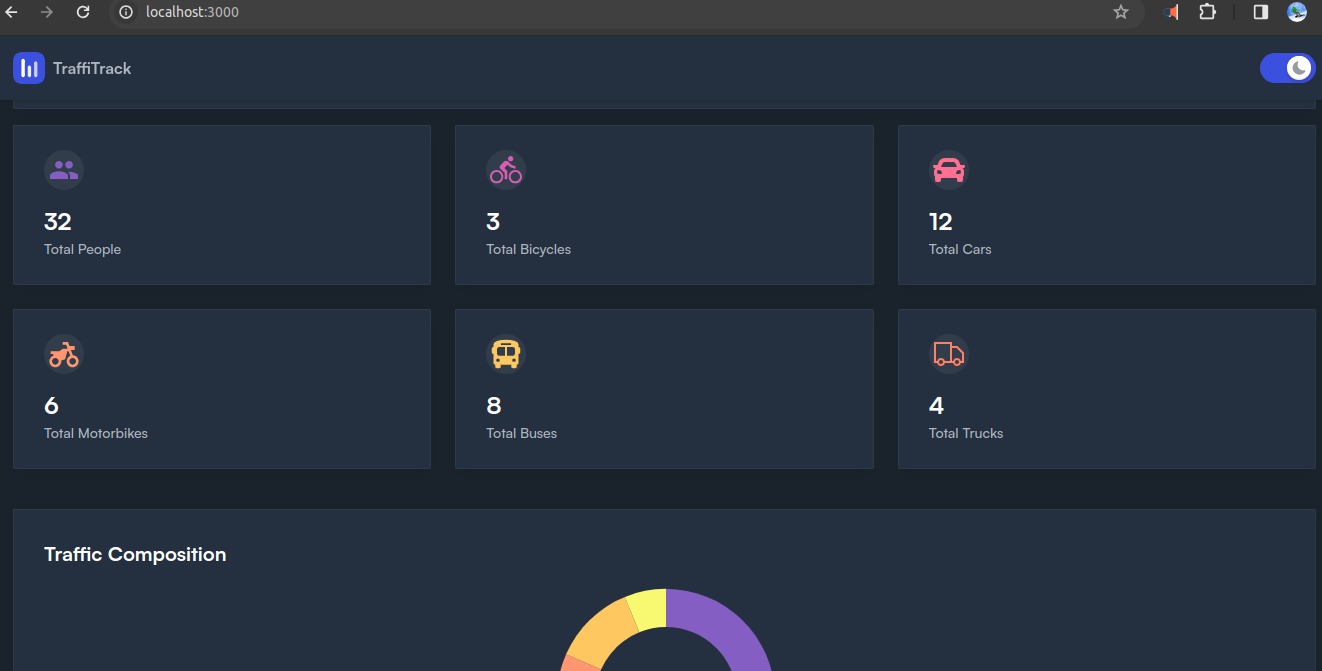 localhost:3000
TraffiTrack
32
Total People
3
Total Bicycles
12
Total Cars
6
Total Motorbikes
8
Total Buses
4
Total Trucks
Traffic Composition